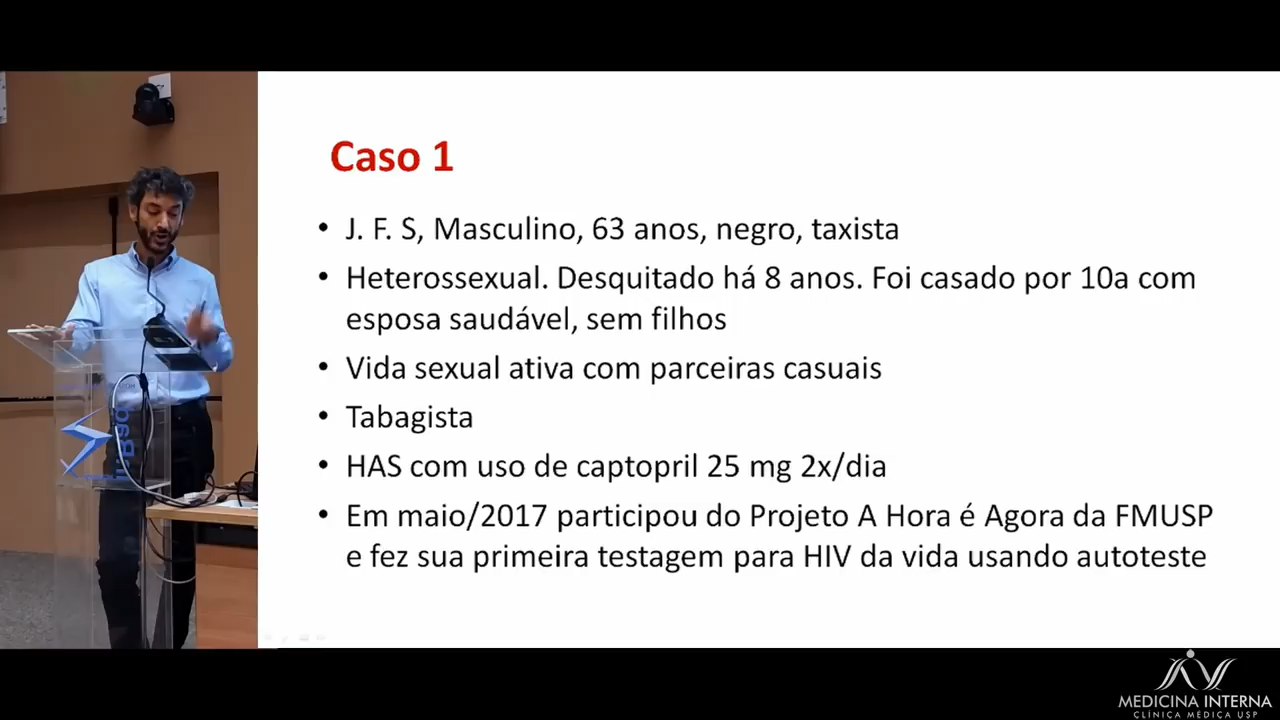 Caso 1
• J. F. S, Masculino, 63 anos, negro, taxista
• Heterossexual. Desquitado há 8 anos. Foi casado por 10a com
esposa saudável, sem filhos
• Vida sexual ativa com parceiras casuais
• Tabagista
• HAS com uso de captopril 25 mg 2x/dia
• Em maio/2017 participou do Projeto A Hora é Agora da FMUSP
e fez sua primeira testagem para HIV da vida usando autoteste
MEDICINA INTERNA
CLÍNICA MÉDICA USP